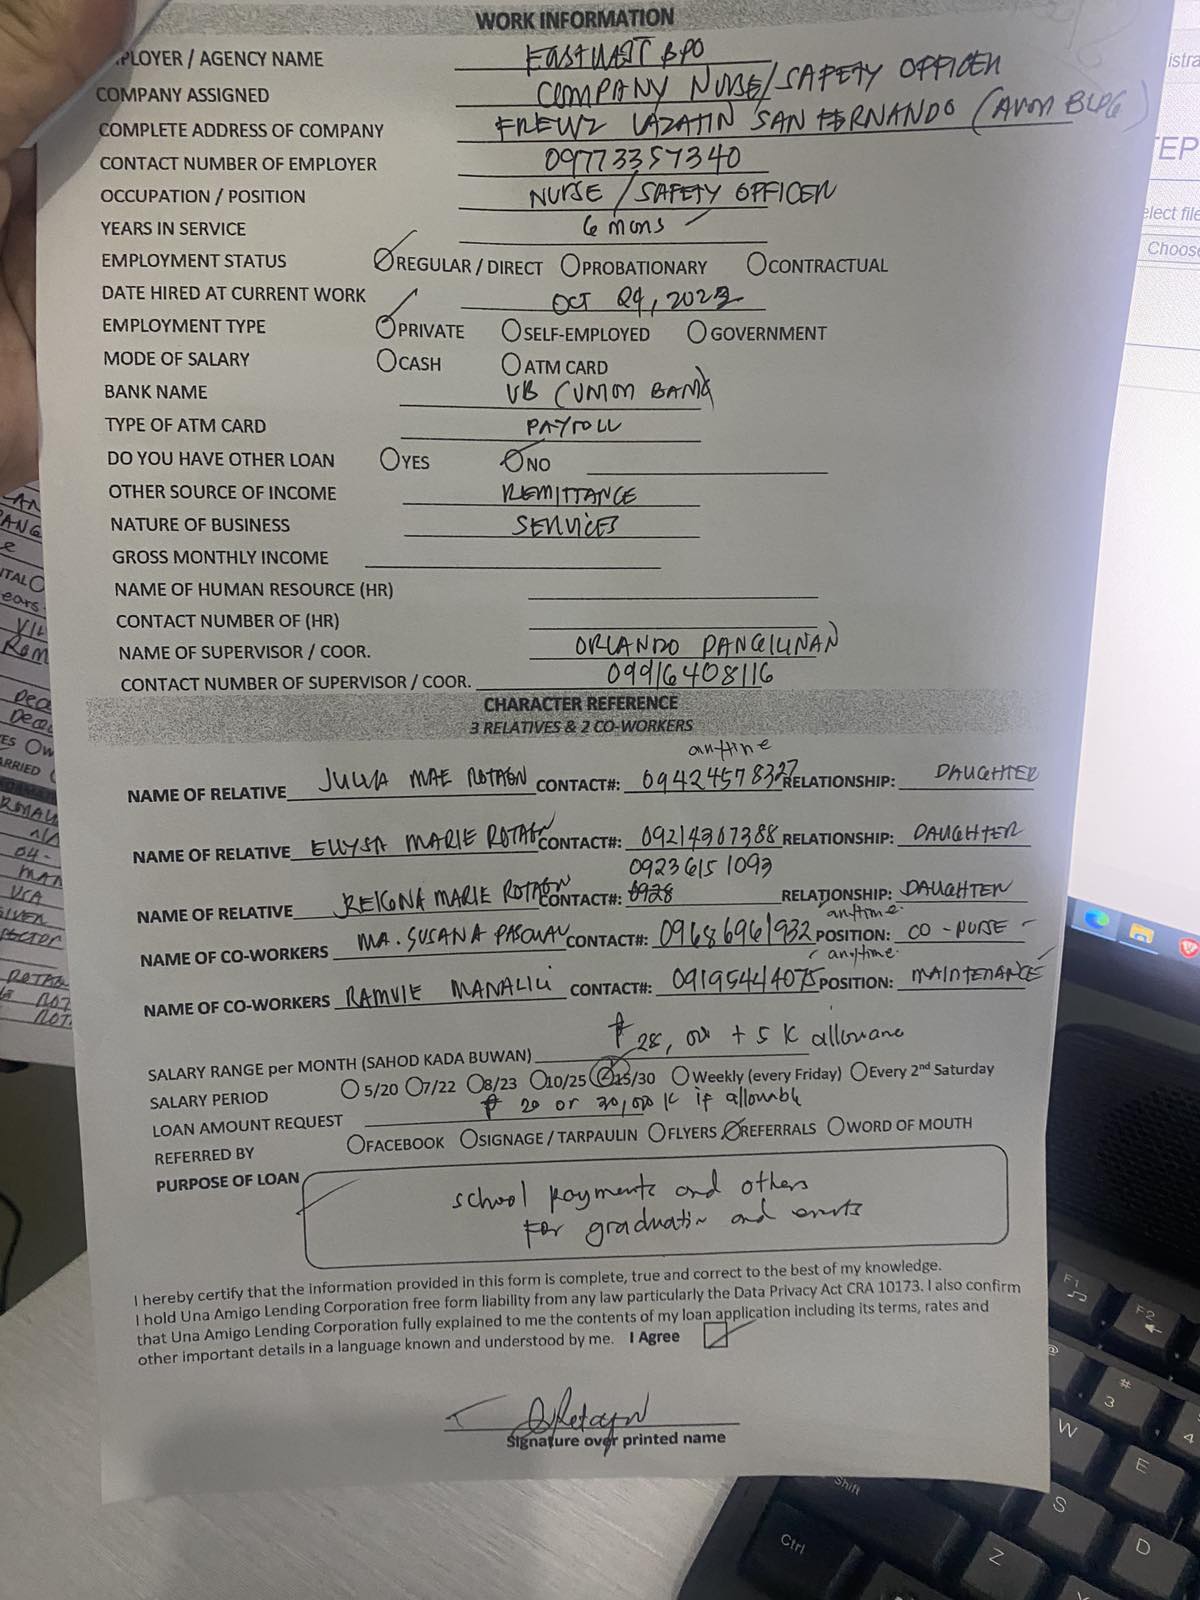 WORK INFORMATION
PLOYER / AGENCY NAME EASTWEST BPO
COMPANY ASSIGNED COMPANY NURSE/SAFETY OFFICER
COMPLETE ADDRESS OF COMPANY LAZATIN SAN FERNANDO (AVON BLDG)
CONTACT NUMBER OF EMPLOYER 09773357340
OCCUPATION / POSITION NURSE / SAFETY OFFICER
YEARS IN SERVICE 6 mons
EMPLOYMENT STATUS REGULAR / DIRECT PROBATIONARY CONTRACTUAL
DATE HIRED AT CURRENT WORK OCT 24, 2023
EMPLOYMENT TYPE PRIVATE SELF-EMPLOYED GOVERNMENT
MODE OF SALARY CASH ATM CARD
BANK NAME UB (UNION BANK)
TYPE OF ATM CARD PAYROLL
DO YOU HAVE OTHER LOAN YES NO
OTHER SOURCE OF INCOME REMITTANCE
NATURE OF BUSINESS SERVICES
GROSS MONTHLY INCOME
NAME OF HUMAN RESOURCE (HR)
CONTACT NUMBER OF (HR)
NAME OF SUPERVISOR / COOR. ORLANDO PANGILINAN
CONTACT NUMBER OF SUPERVISOR / COOR. 09916408116
CHARACTER REFERENCE
3 RELATIVES & 2 CO-WORKERS
anytime
NAME OF RELATIVE JULIA MAE CONTACT#: 09424578327 RELATIONSHIP: DAUGHTER
NAME OF RELATIVE ELLYSA MARIE CONTACT#: 09214307388 RELATIONSHIP: DAUGHTER
09236151093
NAME OF RELATIVE MARIE CONTACT#: 0928 RELATIONSHIP: DAUGHTER
anytime
NAME OF CO-WORKERS MA. SUSANA PASCUAL CONTACT#: 09686961932 POSITION: CO-NURSE
anytime
NAME OF CO-WORKERS MANALILI CONTACT#: 09195444075 POSITION: MAINTENANCE
SALARY RANGE per MONTH (SAHOD KADA BUWAN) ₱ 28, 000 + 5 K allowance
SALARY PERIOD 5/20 7/22 8/23 10/25 15/30 Weekly (every Friday) Every 2nd Saturday
LOAN AMOUNT REQUEST ₱ 20 or 30,000 K if allowable
REFERRED BY FACEBOOK SIGNAGE / TARPAULIN FLYERS REFERRALS WORD OF MOUTH
PURPOSE OF LOAN school payments and others
For graduation and events
I hereby certify that the information provided in this form is complete, true and correct to the best of my knowledge.
I hold Una Amigo Lending Corporation free form liability from any law particularly the Data Privacy Act CRA 10173. I also confirm
that Una Amigo Lending Corporation fully explained to me the contents of my loan application including its terms, rates and
other important details in a language known and understood by me. I Agree
Signature over printed name
Choose
F1
F2
#
3
4
W
E
S
D
Z
Shift
Ctrl